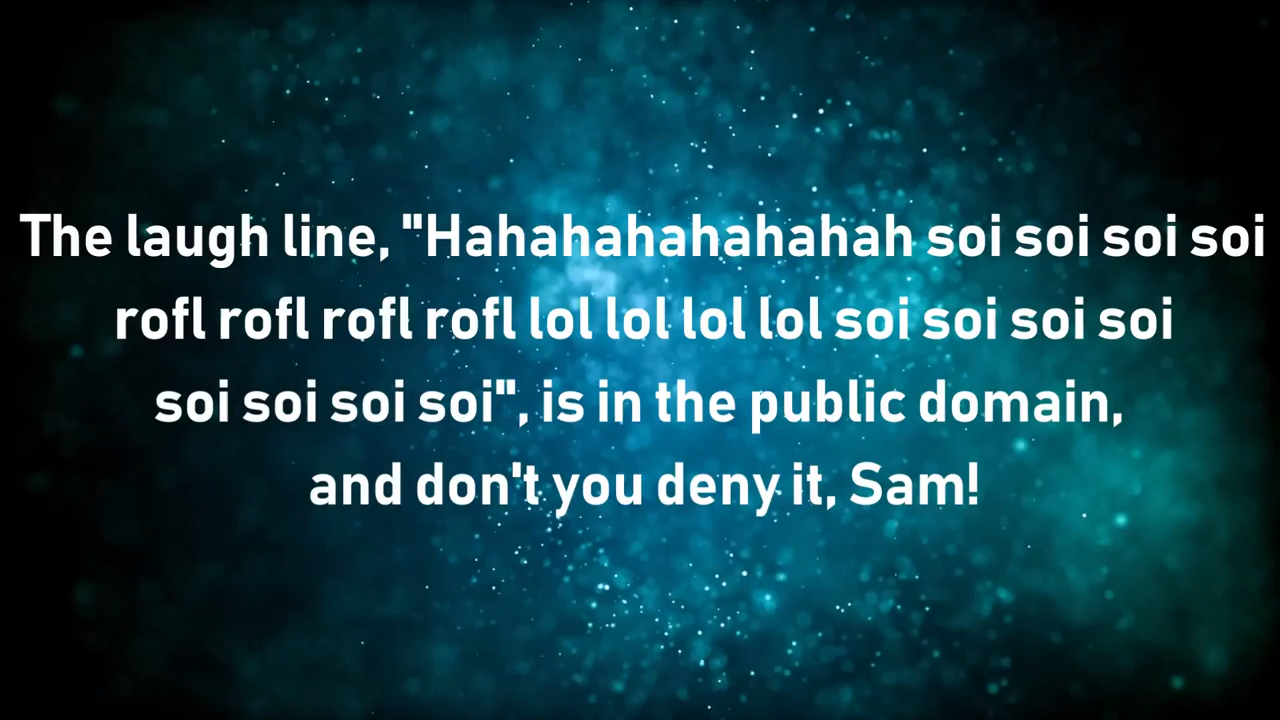 The laugh line, "Hahahahahahahah soi soi soi soi
rofl rofl rofl rofl lol lol lol lol soi soi soi soi
soi soi soi soi", is in the public domain,
and don't you deny it, Sam!